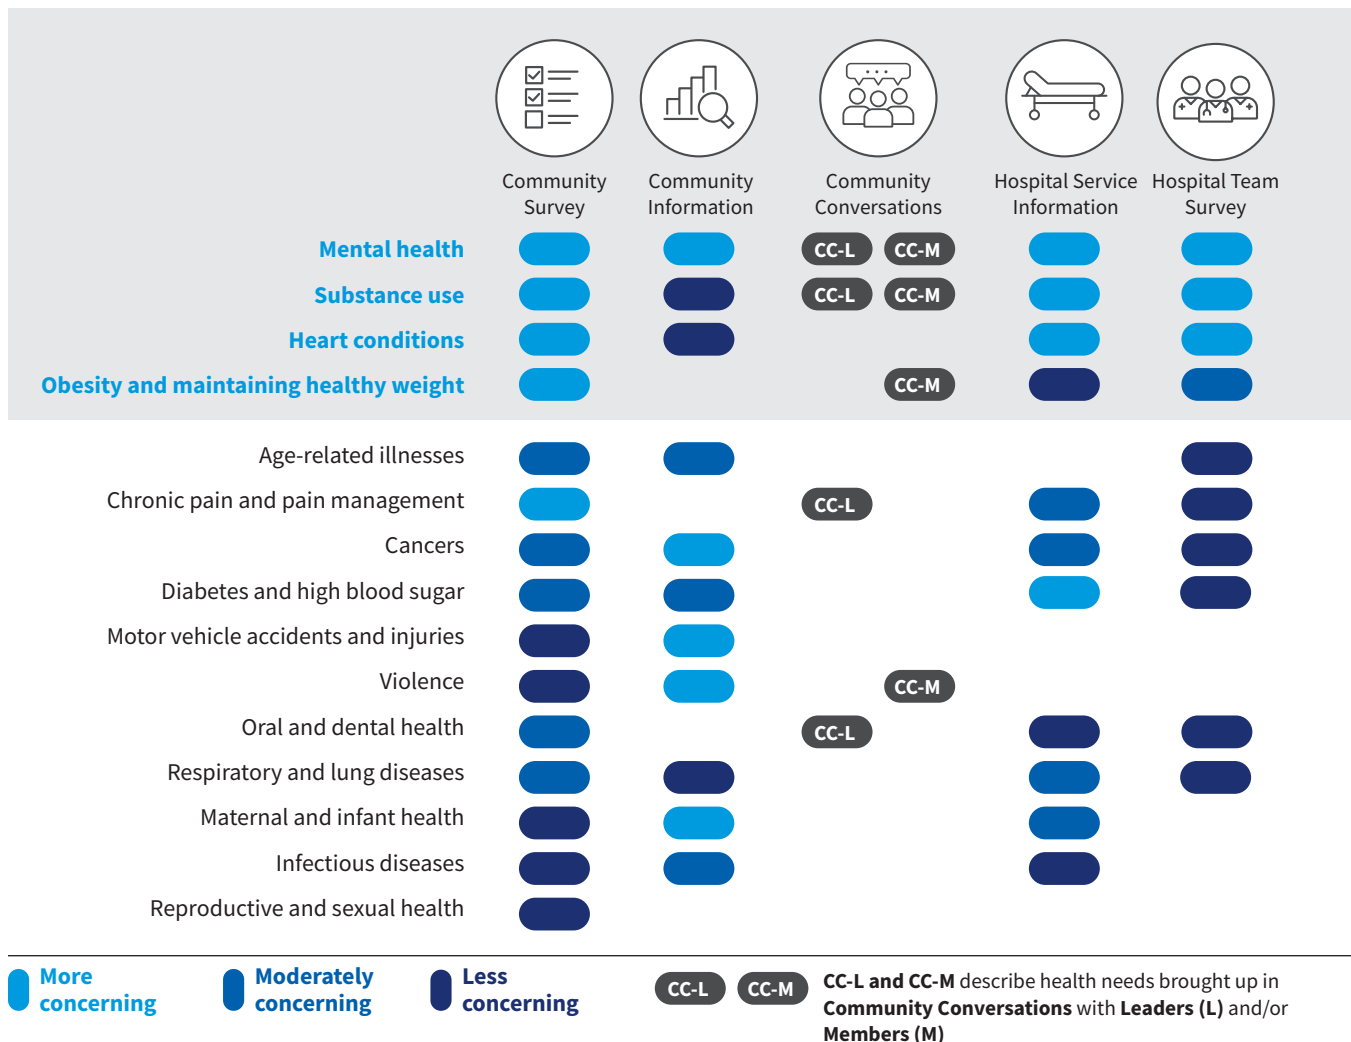 Community
Survey
Community
Information
Community
Conversations
Hospital Service
Information
Hospital Team
Survey
Mental health
CC-L CC-M
Substance use
CC-L CC-M
Heart conditions
Obesity and maintaining healthy weight
CC-M
Age-related illnesses
Chronic pain and pain management
CC-L
Cancers
Diabetes and high blood sugar
Motor vehicle accidents and injuries
Violence
CC-M
Oral and dental health
CC-L
Respiratory and lung diseases
Maternal and infant health
Infectious diseases
Reproductive and sexual health
More
concerning
Moderately
concerning
Less
concerning
CC-L CC-M
CC-L and CC-M describe health needs brought up in
Community Conversations with Leaders (L) and/or
Members (M)